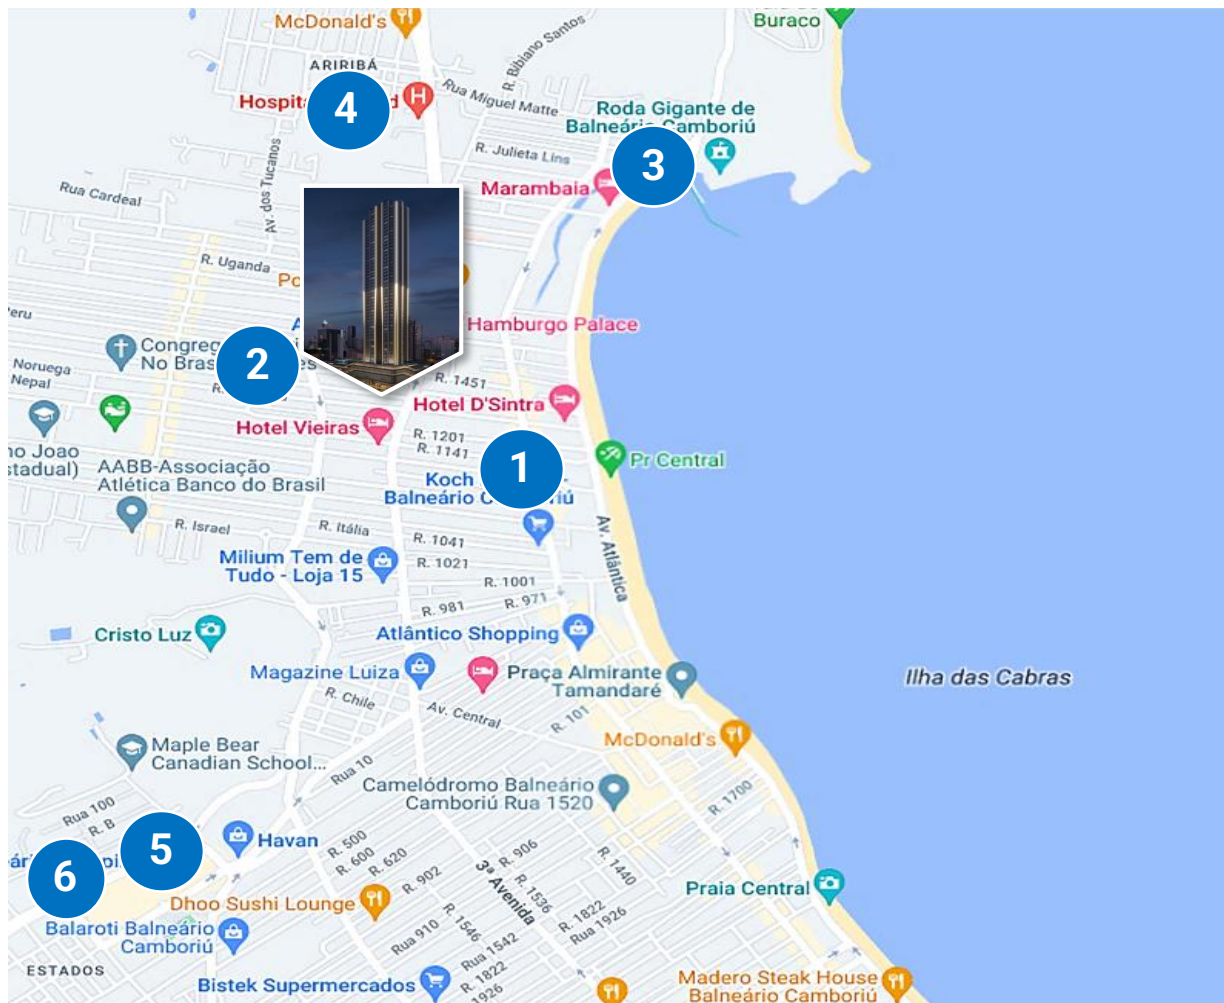 Buraco
McDonald's
ARIRIBÁ
R. Bibiano Santos
4
Rua Miguel Matte
Roda Gigante de
Balneário Camboriú
R. Julieta Lins
3
Marambaia
Rua Cardeal
Av. dos Tucanos
R. Uganda
Hamburgo Palace
2
No
Noruega
Nepal
R. 1451
Hotel D'Sintra
Hotel Vieiras
R. 1201
R. 1141
1
Pr Central
Koch
Balneário
AABB-Associação
Atlética Banco do Brasil
R. Israel
R. Itália
R. 1041
Av. Atlântica
Milium Tem de
Tudo - Loja 15
R. 1021
R. 1001
R. 981
R. 971
Cristo Luz
Atlântico Shopping
Magazine Luiza
Praça Almirante
Tamandaré
Ilha das Cabras
R. Chile
Av. Central
R. 101
McDonald's
Maple Bear
Canadian School...
Rua 10
Camelódromo Balneário
Camboriú Rua 1520
R. 1700
Rua 100
R. B
5
Havan
R. 500
R. 600
R. 620
R. 906
R. 1440
6
R. 902
3ª Avenida
R. 1536
Praia Central
Dhoo Sushi Lounge
R. 1822
Rua 1926
Balaroti Balneário
Camboriú
Rua 910
R. 1546
Rua 1542
R. 1822
1926
ESTADOS
Bistek Supermercados
Madero Steak House
Balneário Camboriú